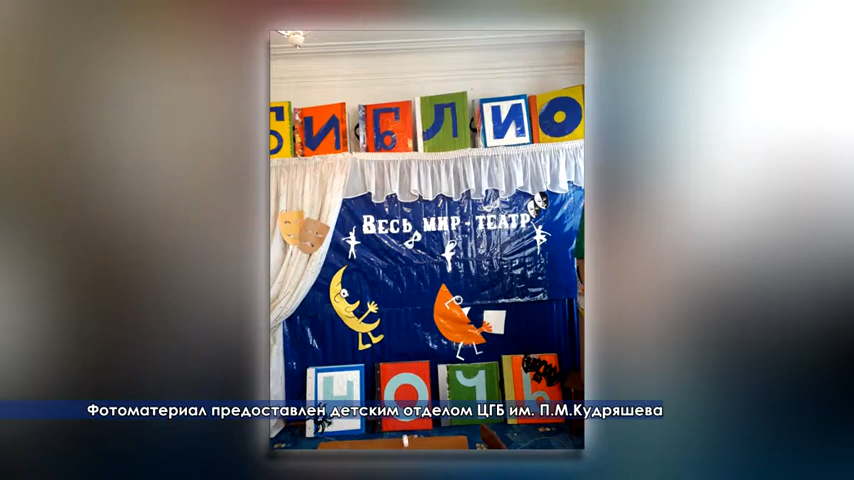 БИБЛИО
Весь мир - театр
НОЧЬ
Фотоматериал предоставлен детским отделом ЦГБ им. П.М.Кудряшева